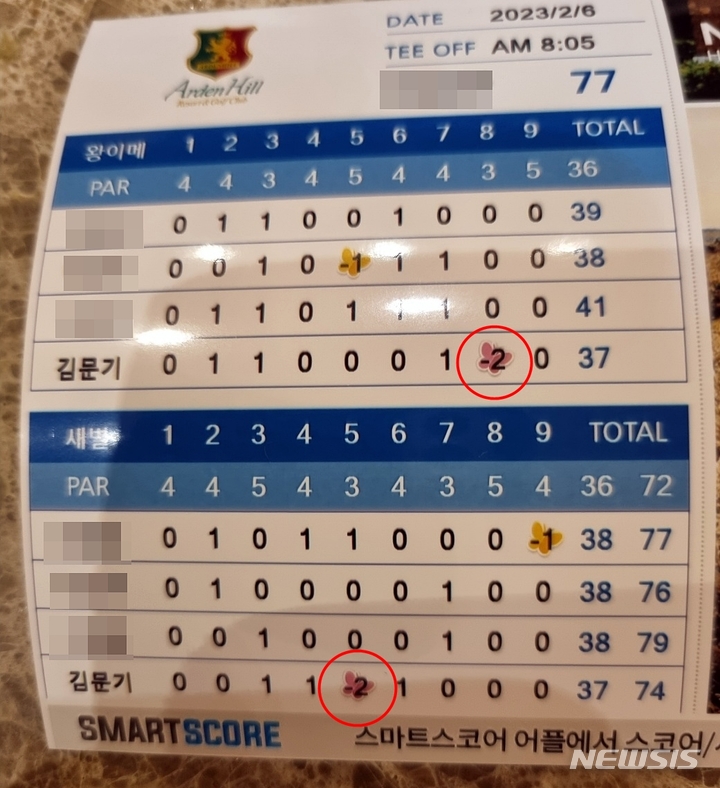 DATE 2023/2/6
TEE OFF AM 8:05
Arden Hill
Resort & Golf Club
77
왕이메 1 2 3 4 5 6 7 8 9 TOTAL
PAR 4 4 3 4 5 4 4 3 5 36
0 1 1 0 0 1 0 0 0 39
0 0 1 0 -1 1 1 0 0 38
0 1 1 0 1 1 1 0 0 41
김문기 0 1 1 0 0 0 1 -2 0 37
새별 1 2 3 4 5 6 7 8 9 TOTAL
PAR 4 4 5 4 3 4 3 5 4 36 72
0 1 0 1 1 0 0 0 -1 38 77
0 1 0 0 0 0 1 0 0 38 76
0 0 1 0 0 0 1 0 0 38 79
김문기 0 0 1 1 -2 1 0 0 0 37 74
SMARTSCORE 스마트스코어 어플에서 스코어/
NEWSIS